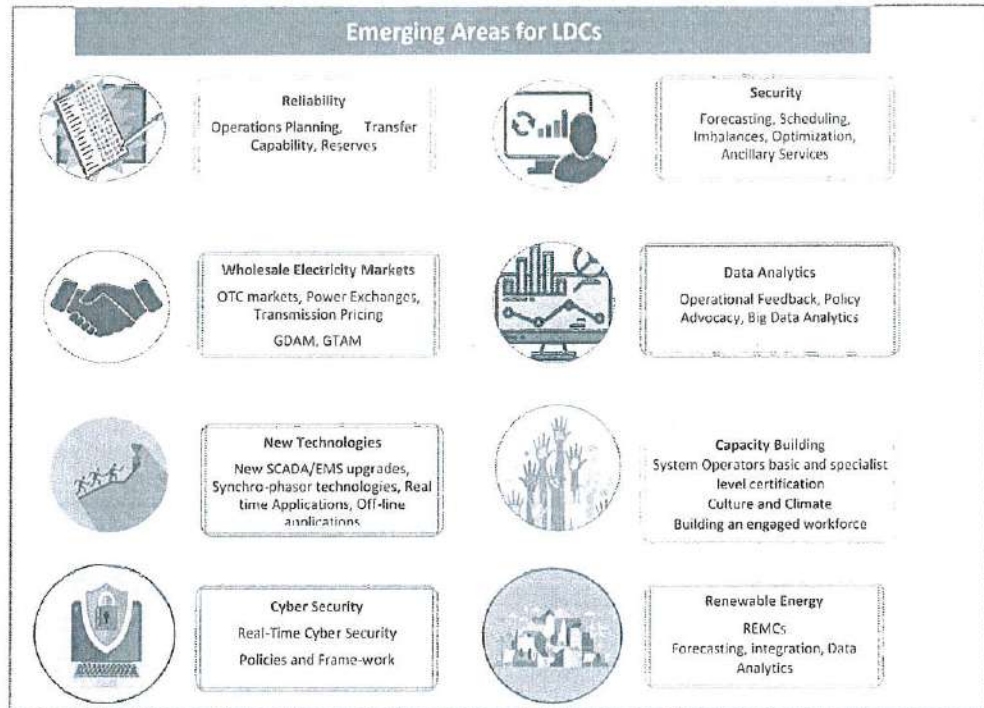 Emerging Areas for LDCs
Reliability
Operations Planning, Transfer
Capability, Reserves
Security
Forecasting, Scheduling,
Imbalances, Optimization,
Ancillary Services
Wholesale Electricity Markets
OTC markets, Power Exchanges,
Transmission Pricing
GDAM, GTAM
Data Analytics
Operational Feedback, Policy
Advocacy, Big Data Analytics
New Technologies
New SCADA/EMS upgrades,
Synchro-phasor technologies, Real
time Applications, Off-line
applications
Capacity Building
System Operators basic and specialist
level certification
Culture and Climate
Building an engaged workforce
Cyber Security
Real-Time Cyber Security
Policies and Frame-work
Renewable Energy
REMCs
Forecasting, integration, Data
Analytics